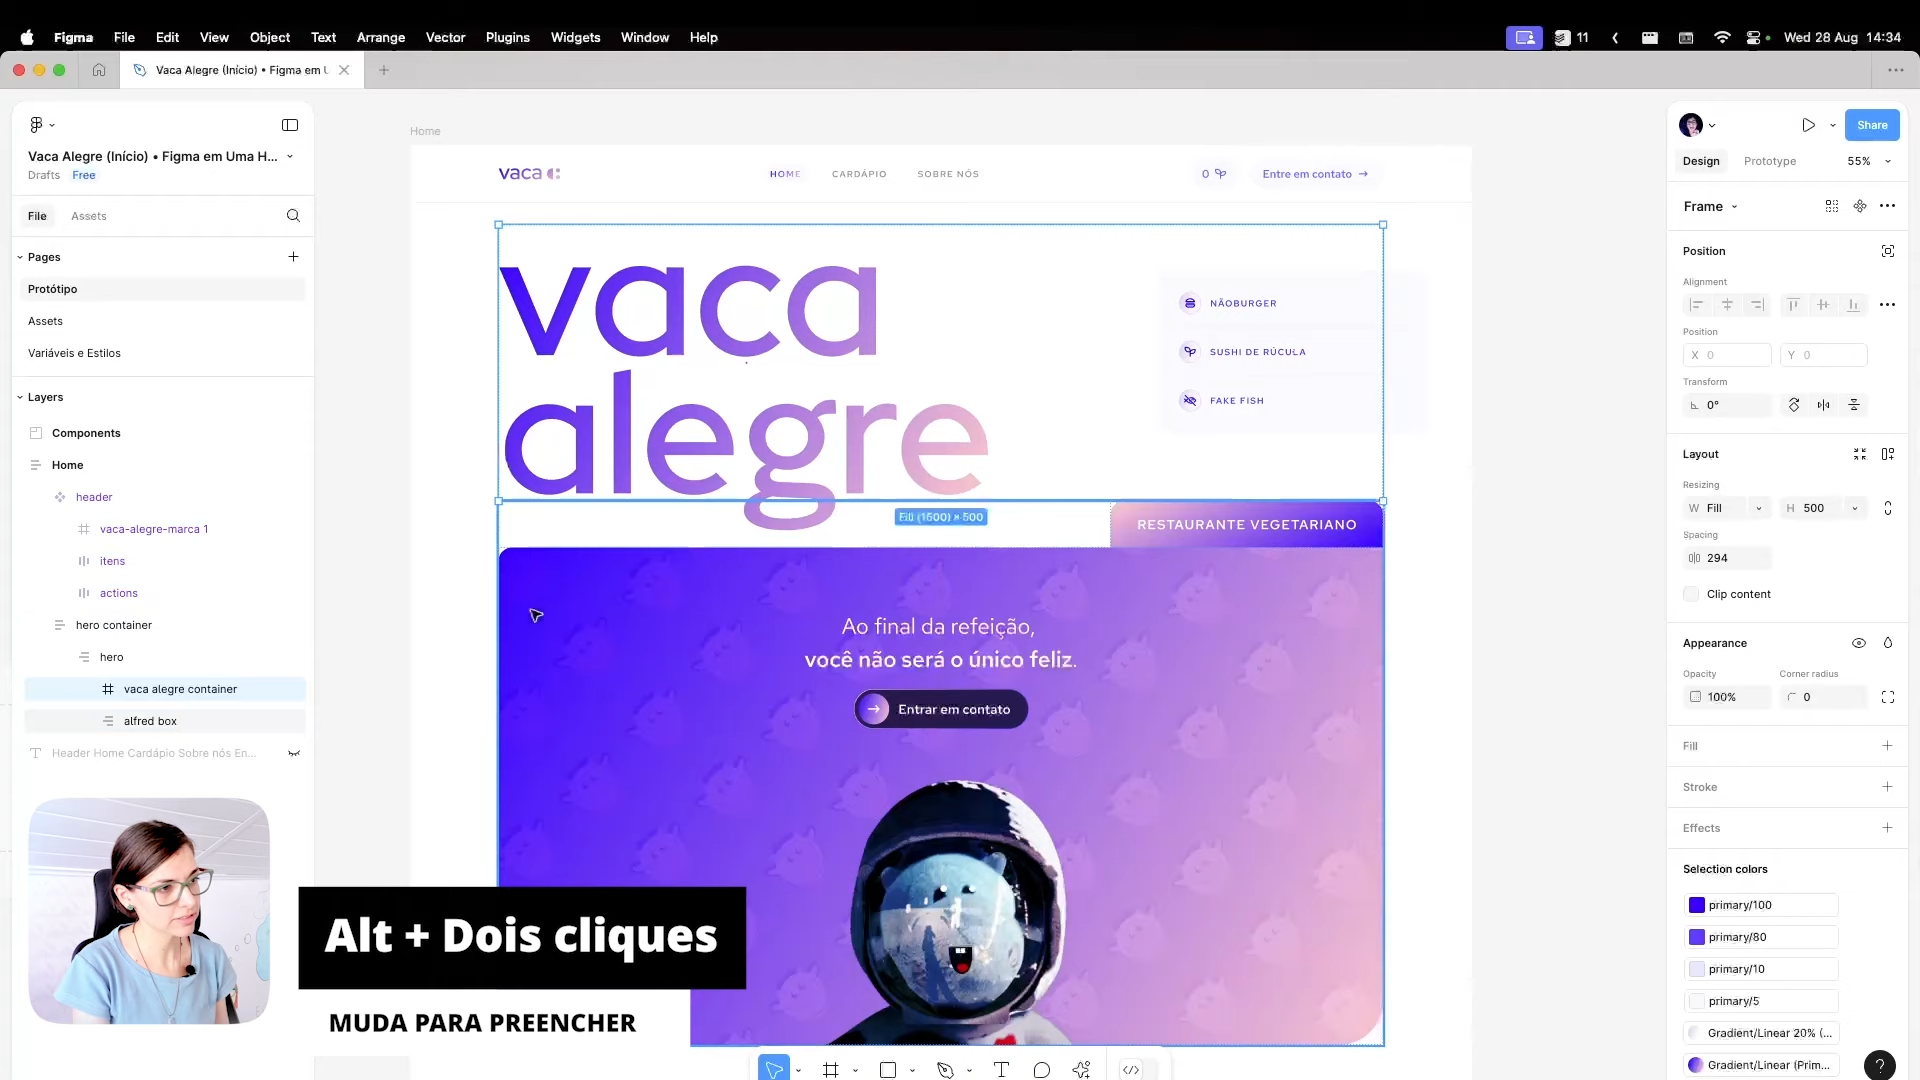 Figma File Edit View Object Text Arrange Vector Plugins Widgets Window Help
11
Wed 28 Aug 14:34
Vaca Alegre (Início) • Figma em U
Vaca Alegre (Início) • Figma em Uma H...
Drafts Free
File Assets
Pages
Protótipo
Assets
Variáveis e Estilos
Layers
Components
Home
header
vaca-alegre-marca 1
itens
actions
hero container
hero
vaca alegre container
alfred box
Header Home Cardápio Sobre nós En...
Home
vaca
HOME CARDÁPIO SOBRE NÓS
0
Entre em contato →
vaca
alegre
NÃOBURGER
SUSHI DE RÚCULA
FAKE FISH
Fill (1600) × 500
RESTAURANTE VEGETARIANO
Ao final da refeição,
você não será o único feliz.
Entrar em contato
Alt + Dois cliques
MUDA PARA PREENCHER
Share
Design Prototype 55%
Frame
Position
Alignment
Position
X 0 Y 0
Transform
0°
Layout
Resizing
W Fill H 500
Spacing
294
Clip content
Appearance
Opacity Corner radius
100% 0
Fill
Stroke
Effects
Selection colors
primary/100
primary/80
primary/10
primary/5
Gradient/Linear 20% (...
Gradient/Linear (Prim...
?